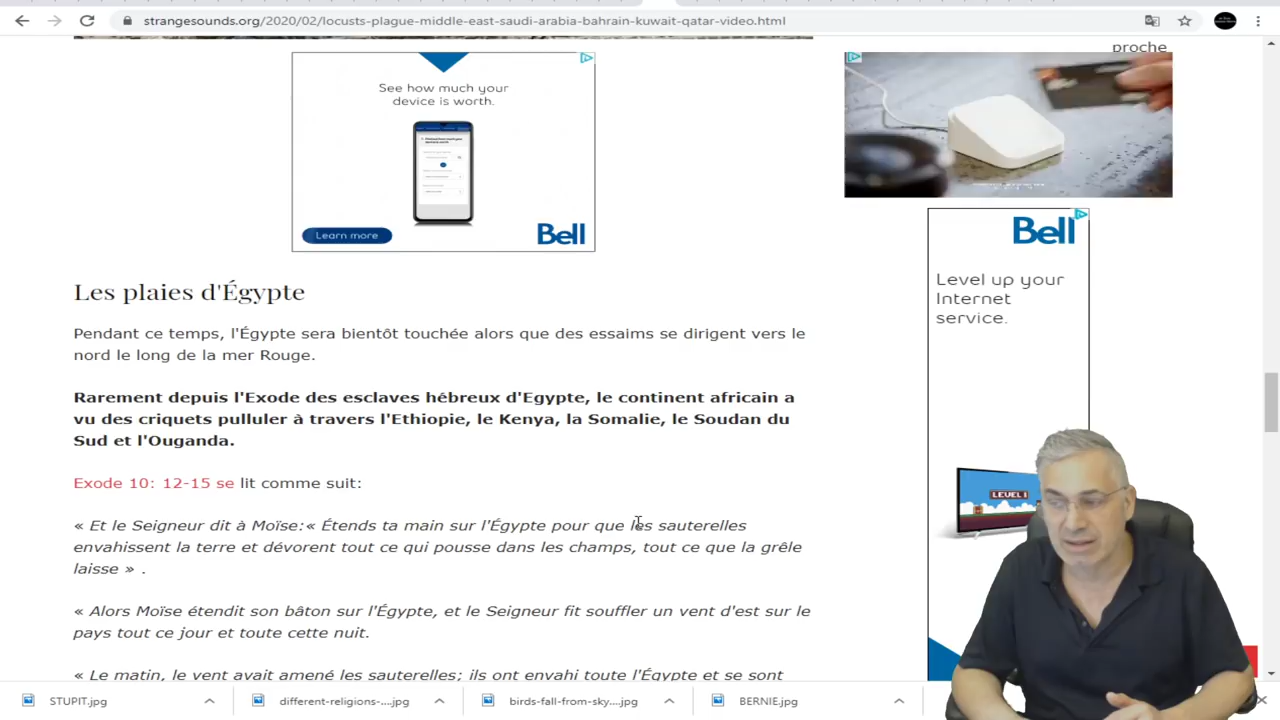 strangesounds.org/2020/02/locusts-plague-middle-east-saudi-arabia-bahrain-kuwait-qatar-video.html
proche
See how much your
device is worth.
Learn more
Bell
Bell
Level up your
Internet
service.
LEVEL 1
Les plaies d'Égypte
Pendant ce temps, l'Égypte sera bientôt touchée alors que des essaims se dirigent vers le
nord le long de la mer Rouge.
Rarement depuis l'Exode des esclaves hébreux d'Egypte, le continent africain a
vu des criquets pulluler à travers l'Ethiopie, le Kenya, la Somalie, le Soudan du
Sud et l'Ouganda.
Exode 10: 12-15 se lit comme suit:
« Et le Seigneur dit à Moïse:« Étends ta main sur l'Égypte pour que les sauterelles
envahissent la terre et dévorent tout ce qui pousse dans les champs, tout ce que la grêle
laisse » .
« Alors Moïse étendit son bâton sur l'Égypte, et le Seigneur fit souffler un vent d'est sur le
pays tout ce jour et toute cette nuit.
« Le matin, le vent avait amené les sauterelles; ils ont envahi toute l'Égypte et se sont
STUPIT.jpg
different-religions-....jpg
birds-fall-from-sky....jpg
BERNIE.jpg